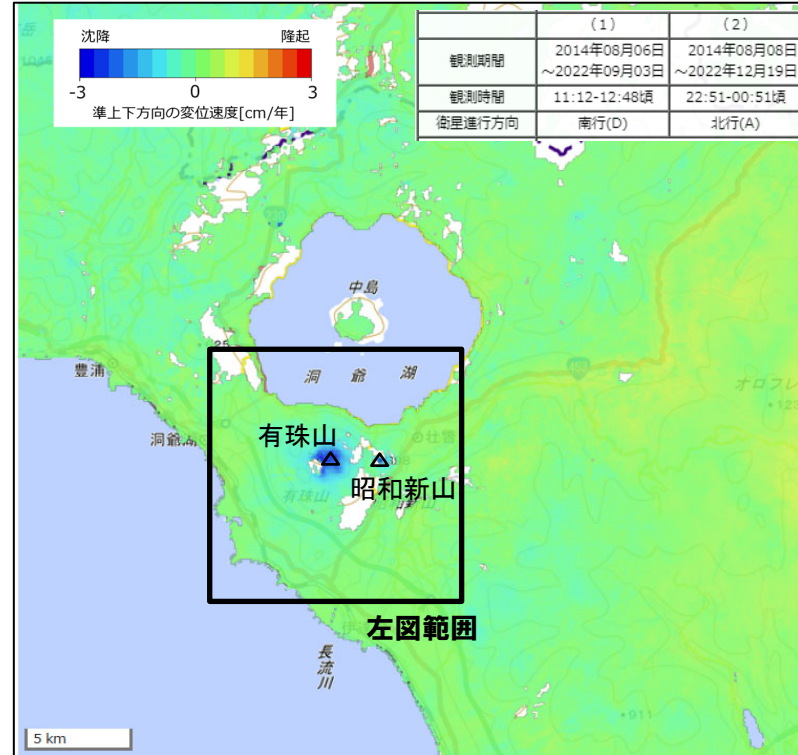 沈降 隆起
-3 0 3
準上下方向の変位速度[cm/年]
(1) (2)
観測期間 2014年08月06日 ～2022年09月03日 2014年08月08日 ～2022年12月19日
観測時間 11:12-12:48頃 22:51-00:51頃
衛星進行方向 南行(D) 北行(A)
230
中島
25
豊浦
洞爺湖
453
オロフレ
123
洞爺湖
有珠山
壮瞥
昭和新山
有珠山
左図範囲
長流川
911
5 km